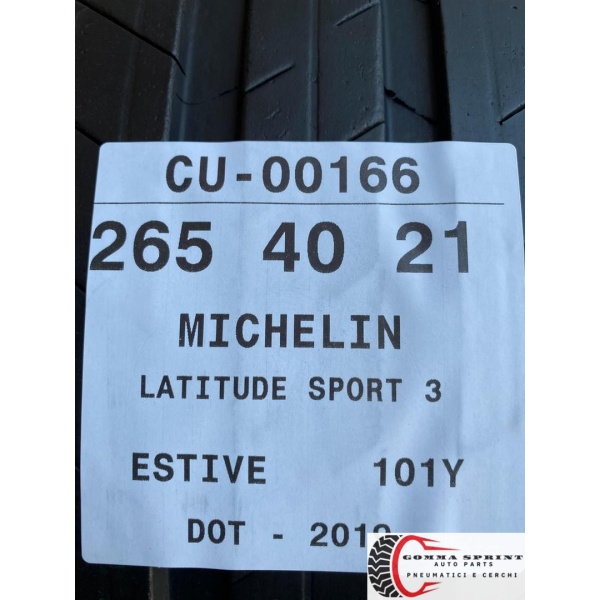 CU-00166
265 40 21
MICHELIN
LATITUDE SPORT 3
ESTIVE 101Y
DOT -
GOMMA SPRINT
AUTO PARTS
PNEUMATICI E CERCHI